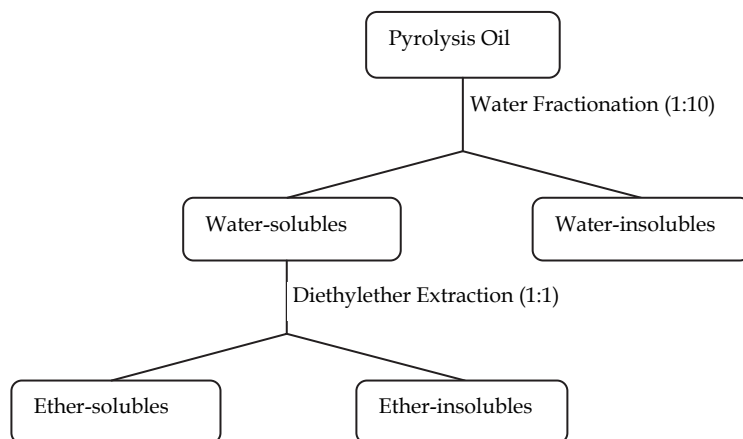 Pyrolysis Oil
Water Fractionation (1:10)
Water-solubles
Water-insolubles
Diethylether Extraction (1:1)
Ether-solubles
Ether-insolubles